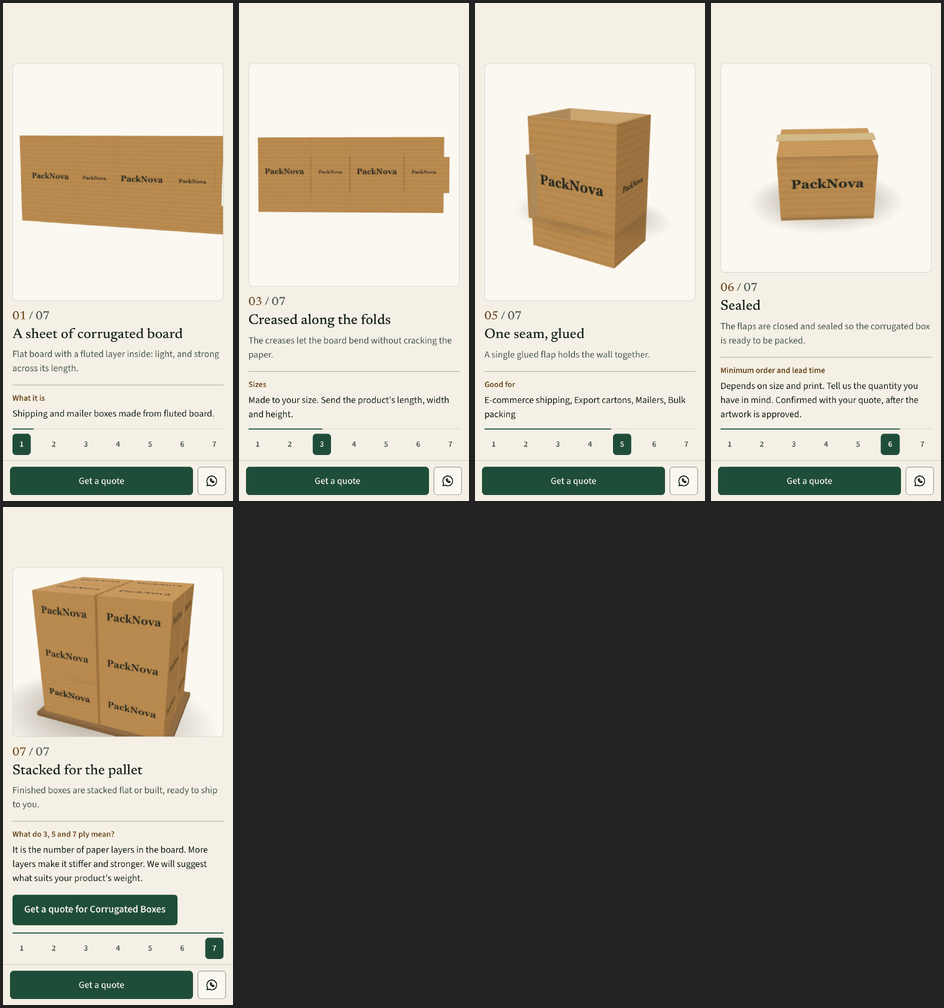 PackNova PackNova PackNova PackNova
01 / 07
A sheet of corrugated board
Flat board with a fluted layer inside: light, and strong
across its length.
What it is
Shipping and mailer boxes made from fluted board.
1 2 3 4 5 6 7
Get a quote
PackNova PackNova PackNova PackNova
03 / 07
Creased along the folds
The creases let the board bend without cracking the
paper.
Sizes
Made to your size. Send the product's length, width
and height.
1 2 3 4 5 6 7
Get a quote
PackNova PackNova
05 / 07
One seam, glued
A single glued flap holds the wall together.
Good for
E-commerce shipping, Export cartons, Mailers, Bulk
packing
1 2 3 4 5 6 7
Get a quote
PackNova
06 / 07
Sealed
The flaps are closed and sealed so the corrugated box
is ready to be packed.
Minimum order and lead time
Depends on size and print. Tell us the quantity you
have in mind. Confirmed with your quote, after the
artwork is approved.
1 2 3 4 5 6 7
Get a quote
PackNova PackNova
PackNova PackNova
PackNova PackNova
07 / 07
Stacked for the pallet
Finished boxes are stacked flat or built, ready to ship
to you.
What do 3, 5 and 7 ply mean?
It is the number of paper layers in the board. More
layers make it stiffer and stronger. We will suggest
what suits your product's weight.
Get a quote for Corrugated Boxes
1 2 3 4 5 6 7
Get a quote